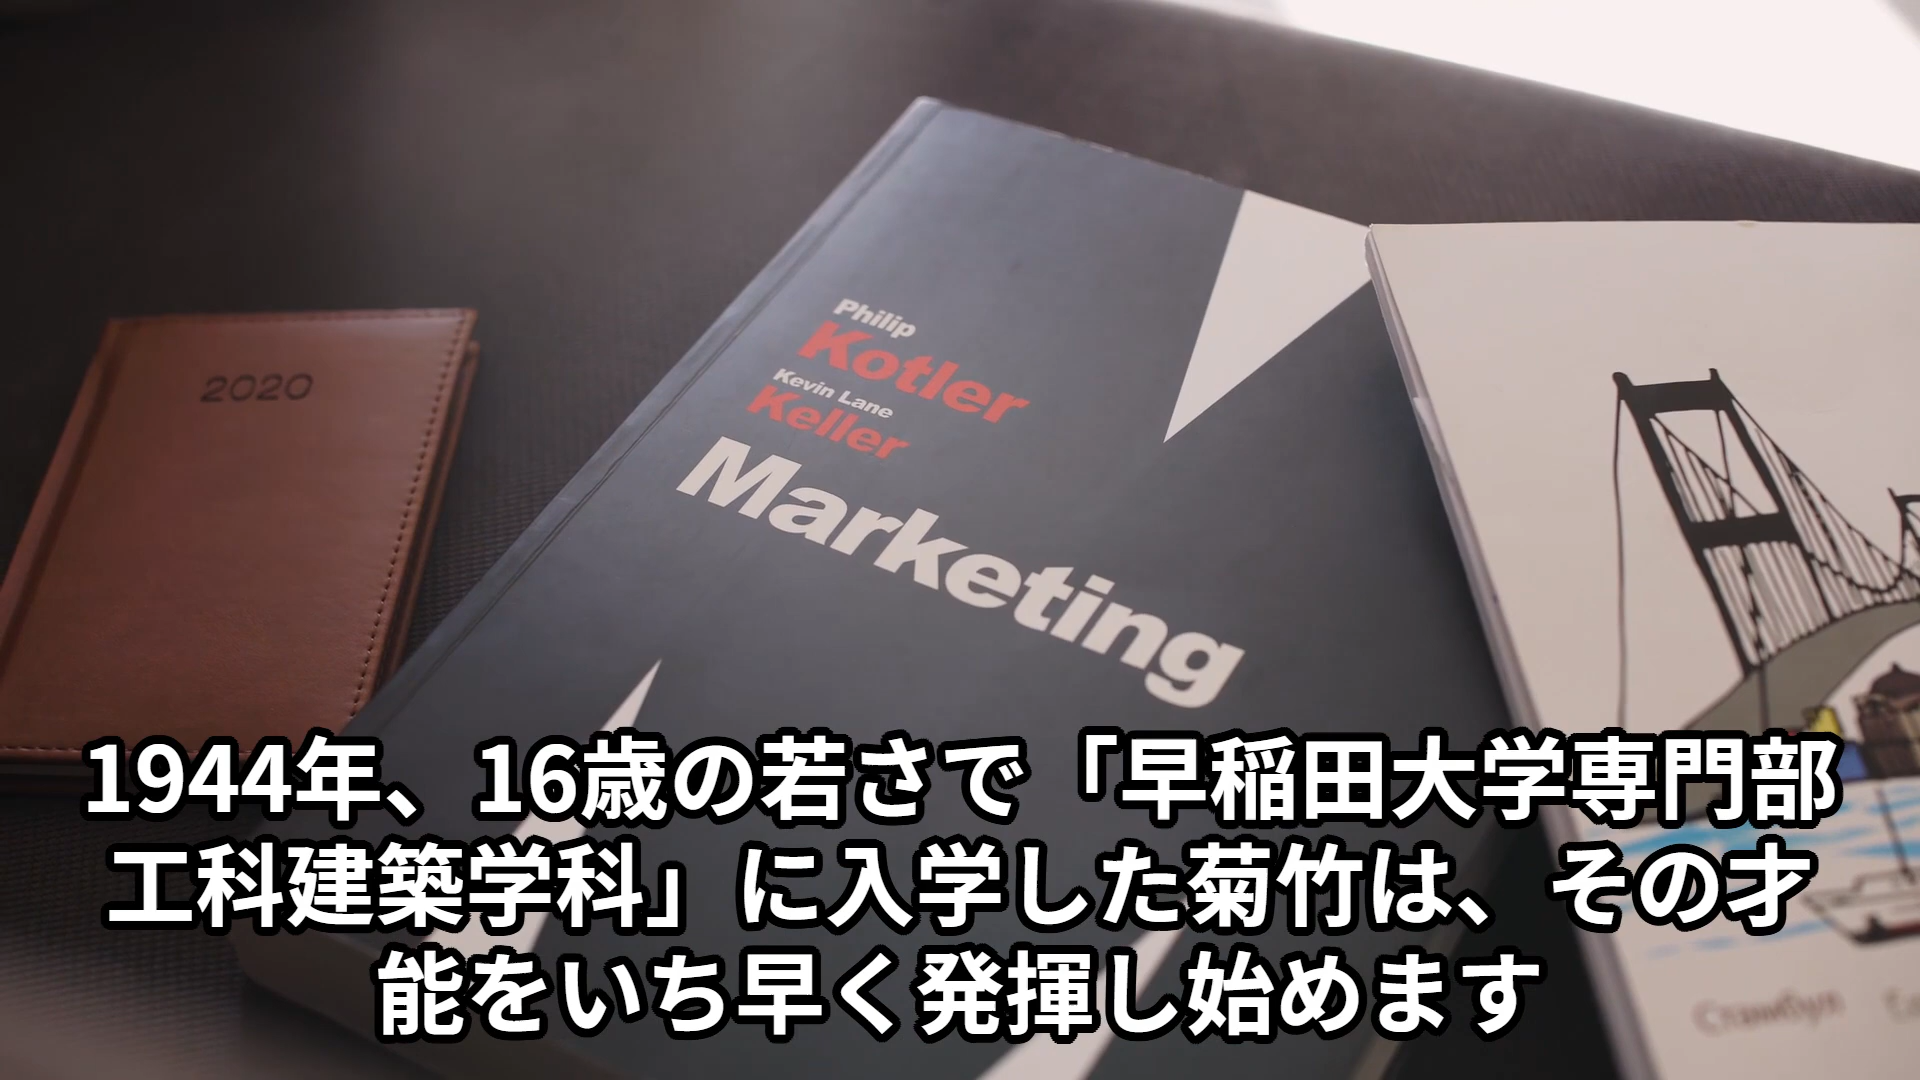 2020
Philip
Kotler
Kevin Lane
Keller
Marketing
Стамбул
1944年、16歳の若さで「早稲田大学専門部
工科建築学科」に入学した菊竹は、その才
能をいち早く発揮し始めます